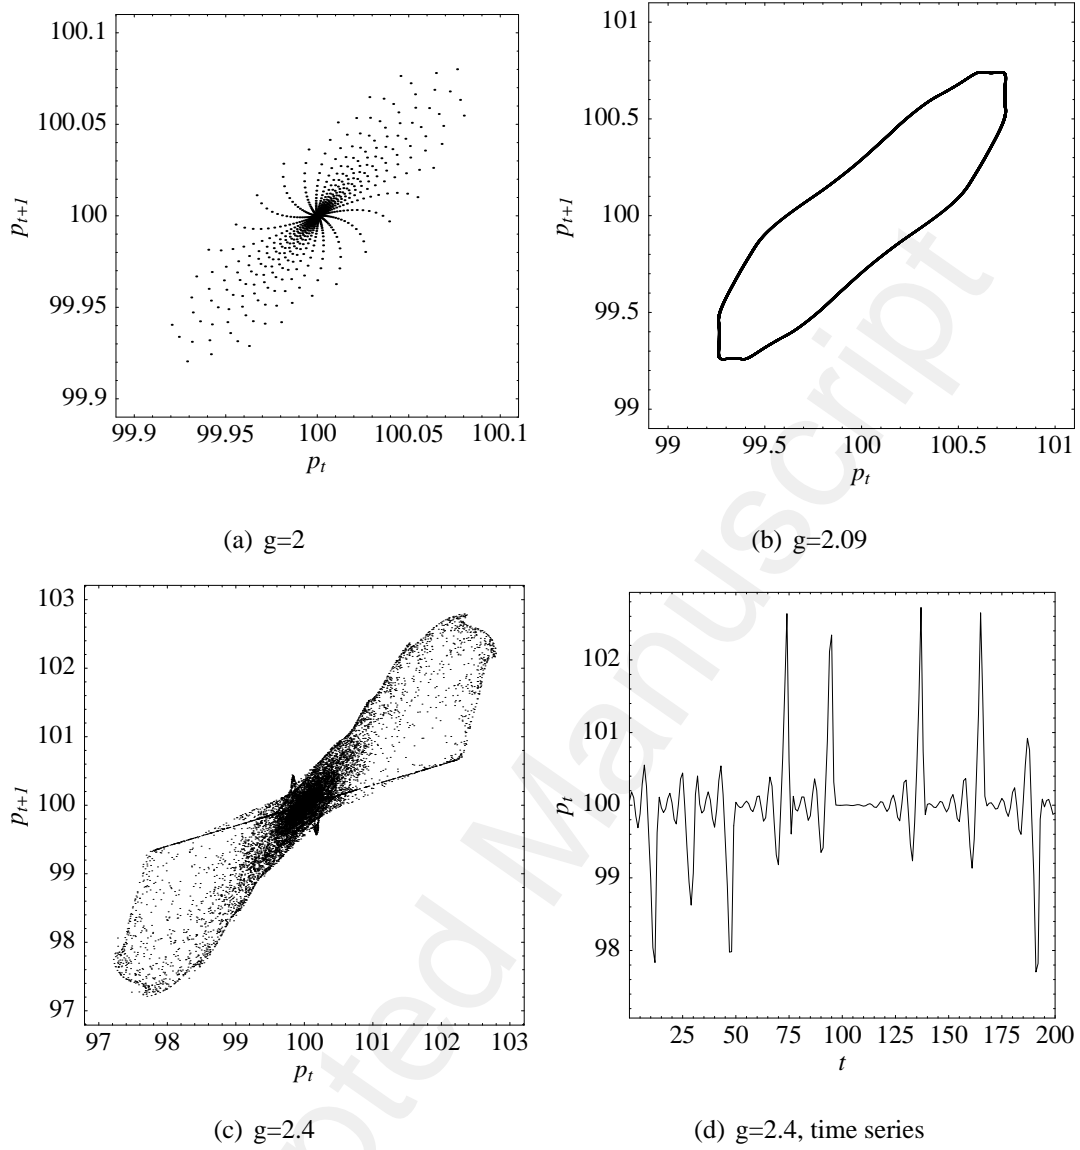 100.1
100.05
100
99.95
99.9
p_{t+1}
99.9 99.95 100 100.05 100.1
p_t
(a) g=2
101
100.5
100
99.5
99
p_{t+1}
99 99.5 100 100.5 101
p_t
(b) g=2.09
103
102
101
100
99
98
97
p_{t+1}
97 98 99 100 101 102 103
p_t
(c) g=2.4
102
101
100
99
98
p_t
25 50 75 100 125 150 175 200
t
(d) g=2.4, time series
pted Manuscript